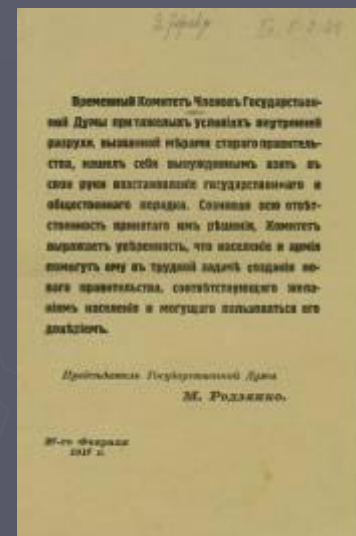 Временный Комитетъ Членовъ Государствен-
ной Думы при тяжелыхъ условіяхъ внутренней
разрухи, вызванной мѣрами стараго правитель-
ства, нашелъ себя вынужденнымъ взять въ
свои руки возстановленіе государственнаго и
общественнаго порядка. Сознавая всю отвѣт-
ственность принятаго имъ рѣшенія, Комитетъ
выражаетъ увѣренность, что населеніе и армія
помогутъ ему въ трудной задачѣ созданія но-
ваго правительства, соотвѣтствующаго жела-
ніямъ населенія и могущаго пользоваться его
довѣріемъ.
Предсѣдатель Государственной Думы
М. Родзянко.
27-го Февраля
1917 г.